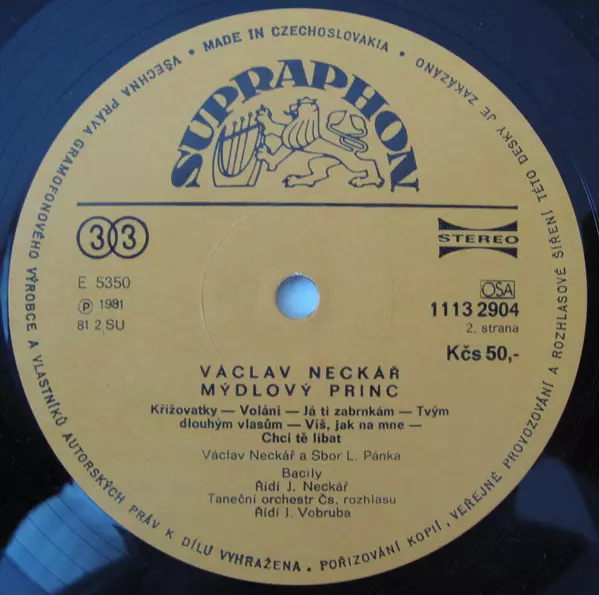 VŠECHNA PRÁVA GRAMOFONOVÉHO VÝROBCE A VLASTNÍKŮ AUTORSKÝCH PRÁV K DÍLU VYHRAŽENA. POŘIZOVÁNÍ KOPIÍ, VEŘEJNÉ PROVOZOVÁNÍ A ROZHLASOVÉ ŠÍŘENÍ TÉTO DESKY JE ZAKÁZÁNO
• MADE IN CZECHOSLOVAKIA •
SUPRAPHON
33
STEREO
E 5350
Ⓟ 1981
81 2 SU
OSA
1113 2904
2. strana
Kčs 50,-
VÁCLAV NECKÁŘ
MÝDLOVÝ PRINC
Křižovatky — Volání — Já ti zabrnkám — Tvým
dlouhým vlasům — Víš, jak na mne —
Chci tě líbat
Václav Neckář a Sbor L. Pánka
Bacily
Řídí J. Neckář
Taneční orchestr Čs. rozhlasu
Řídí J. Vobruba